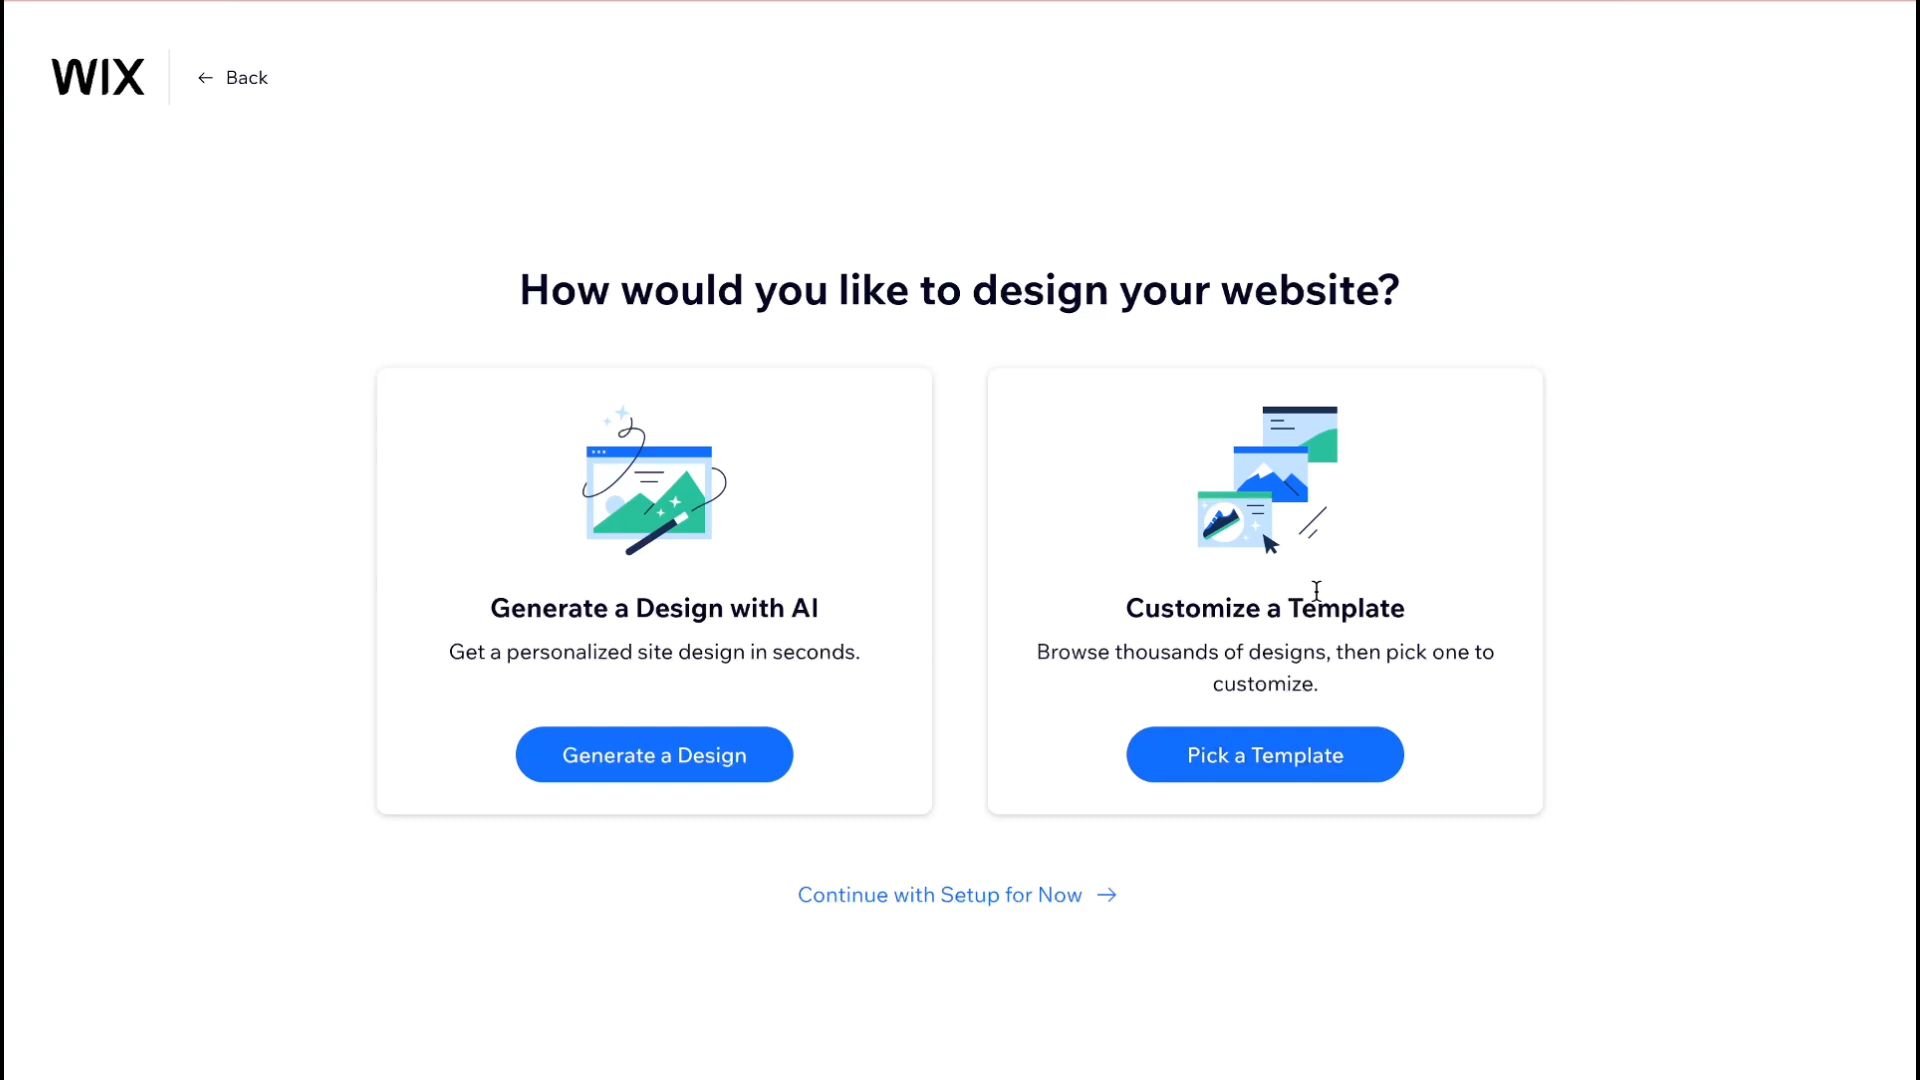 WIX
Back
How would you like to design your website?
Generate a Design with AI
Get a personalized site design in seconds.
Generate a Design
Customize a Template
Browse thousands of designs, then pick one to
customize.
Pick a Template
Continue with Setup for Now